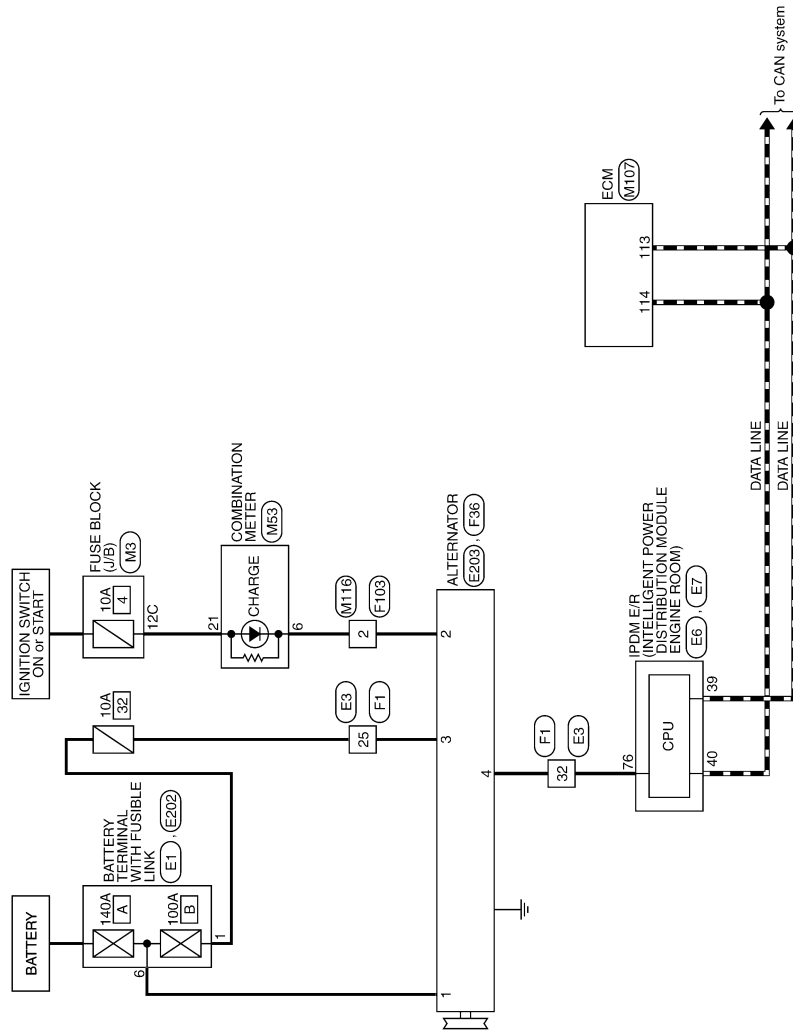 BATTERY
140A
A
100A
B
6
1
BATTERY
TERMINAL
WITH FUSIBLE
LINK
E1 , E202
10A
32
IGNITION SWITCH
ON or START
10A
4
FUSE BLOCK
(J/B)
M3
12C
21
CHARGE
6
COMBINATION
METER
M53
25
E3
F1
2
M116
F103
1
3
2
4
ALTERNATOR
E203 , F36
32
F1
E3
76
CPU
40
39
IPDM E/R
(INTELLIGENT POWER
DISTRIBUTION MODULE
ENGINE ROOM)
E6 , E7
DATA LINE
DATA LINE
ECM
M107
114
113
To CAN system